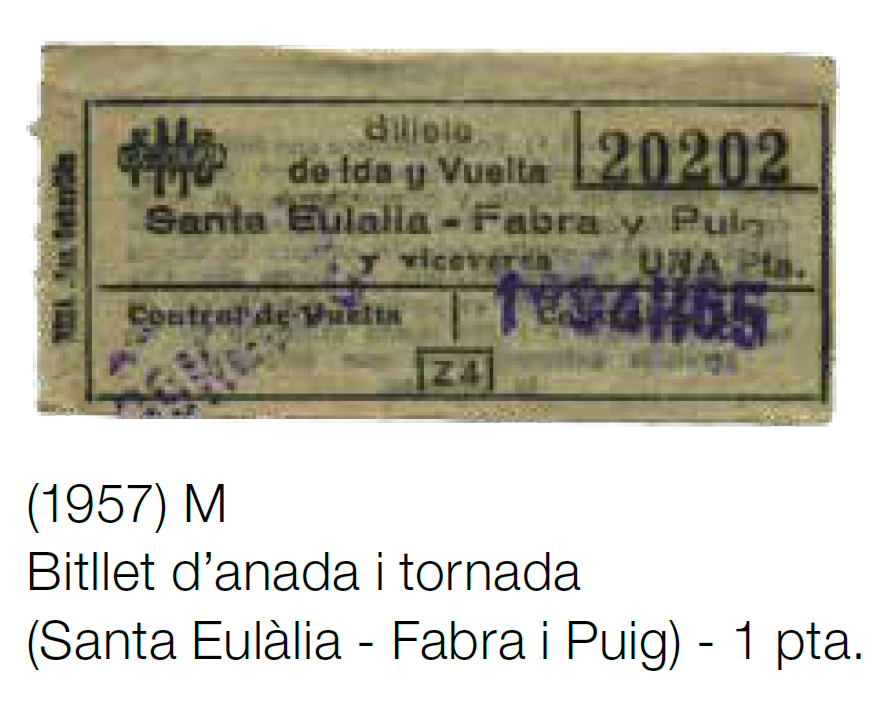 de Ida y Vuelta
20202
Santa Eulalia - Fabra y Puig
y viceversa UNA Pta.
Control de Vuelta
Z4
(1957) M
Bitllet d’anada i tornada
(Santa Eulàlia - Fabra i Puig) - 1 pta.